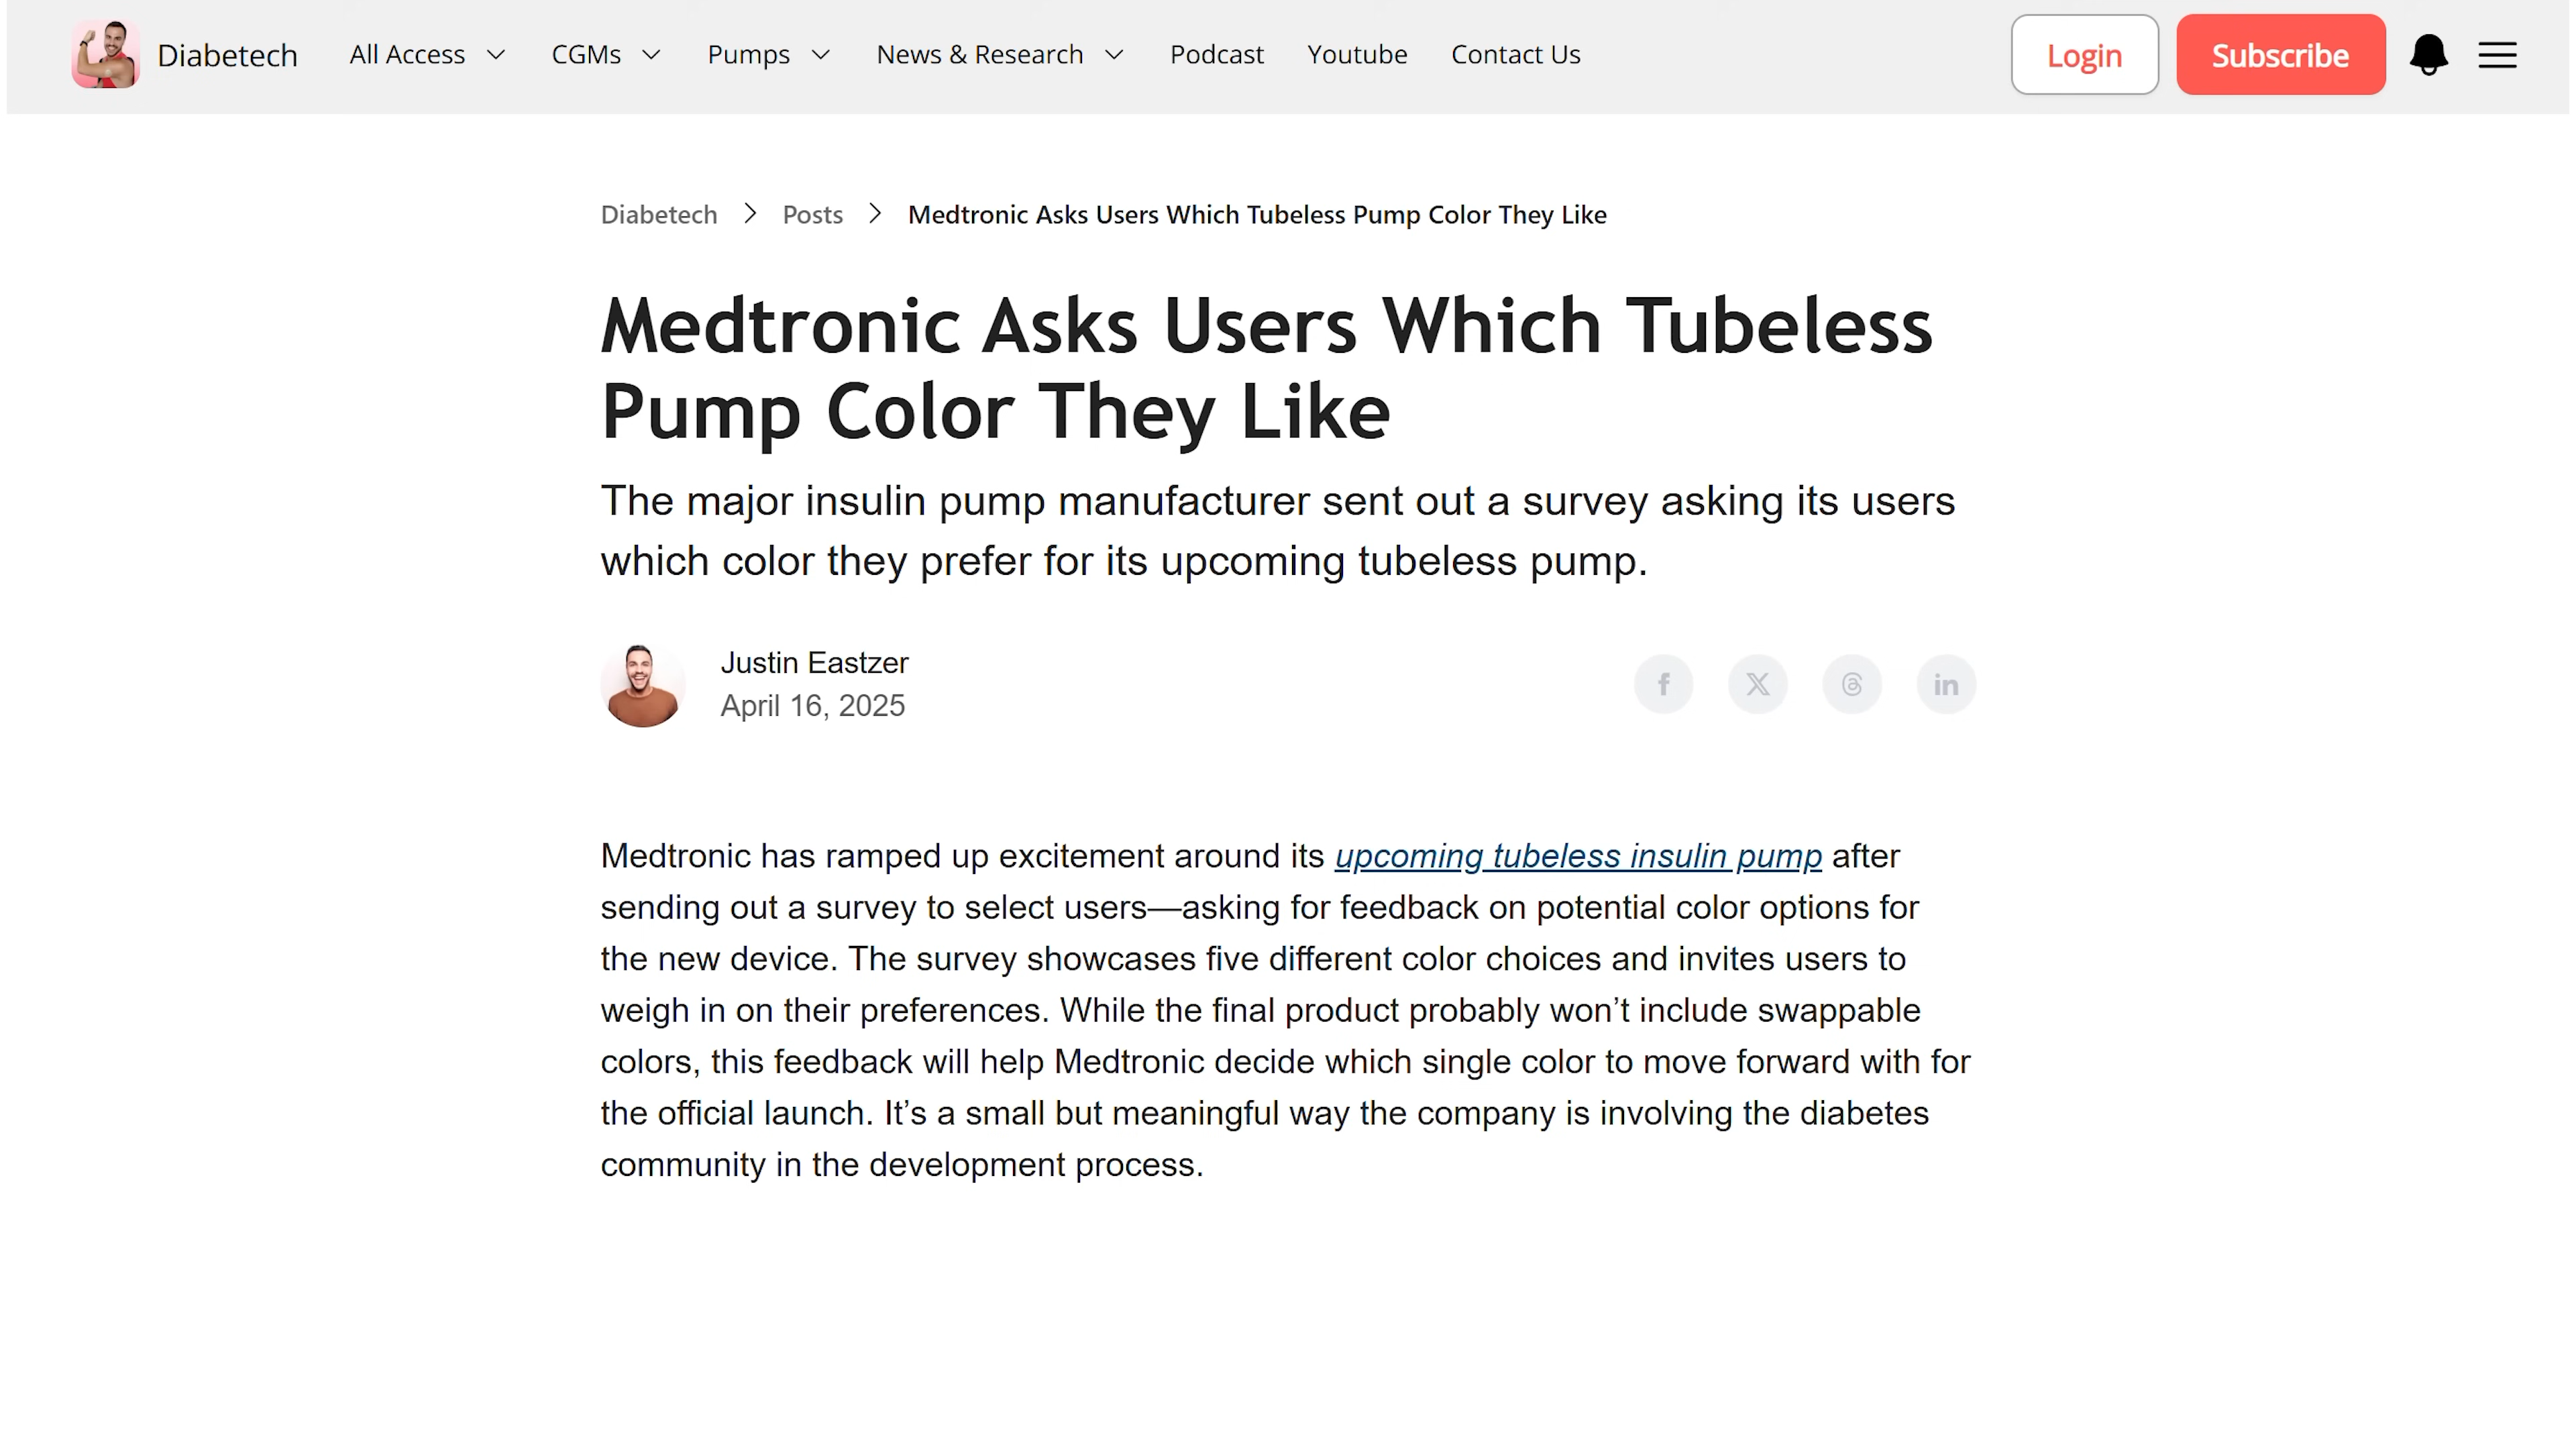 Diabetech All Access CGMs Pumps News & Research Podcast Youtube Contact Us Login Subscribe
Diabetech > Posts > Medtronic Asks Users Which Tubeless Pump Color They Like
Medtronic Asks Users Which Tubeless
Pump Color They Like
The major insulin pump manufacturer sent out a survey asking its users
which color they prefer for its upcoming tubeless pump.
Justin Eastzer
April 16, 2025
Medtronic has ramped up excitement around its upcoming tubeless insulin pump after
sending out a survey to select users—asking for feedback on potential color options for
the new device. The survey showcases five different color choices and invites users to
weigh in on their preferences. While the final product probably won’t include swappable
colors, this feedback will help Medtronic decide which single color to move forward with for
the official launch. It’s a small but meaningful way the company is involving the diabetes
community in the development process.